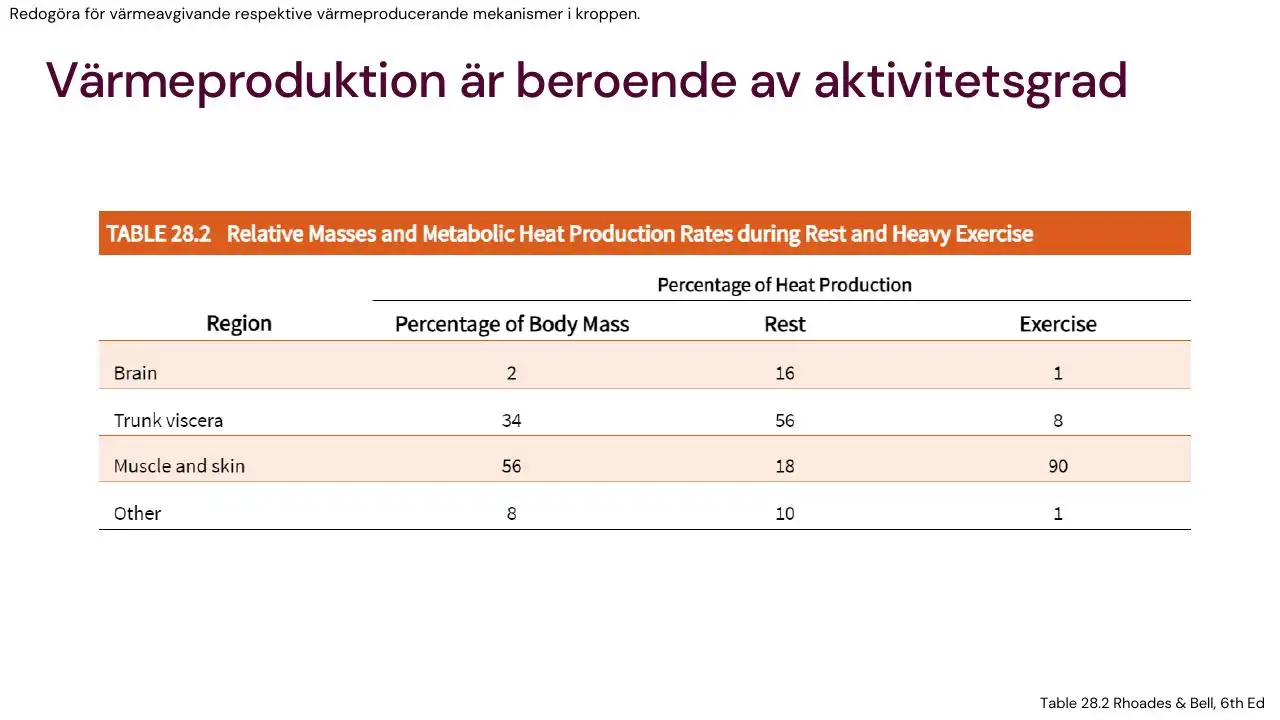 Redogöra för värmeavgivande respektive värmeproducerande mekanismer i kroppen.
Värmeproduktion är beroende av aktivitetsgrad
TABLE 28.2 Relative Masses and Metabolic Heat Production Rates during Rest and Heavy Exercise
Percentage of Heat Production
Region Percentage of Body Mass Rest Exercise
Brain 2 16 1
Trunk viscera 34 56 8
Muscle and skin 56 18 90
Other 8 10 1
Table 28.2 Rhoades & Bell, 6th Ed